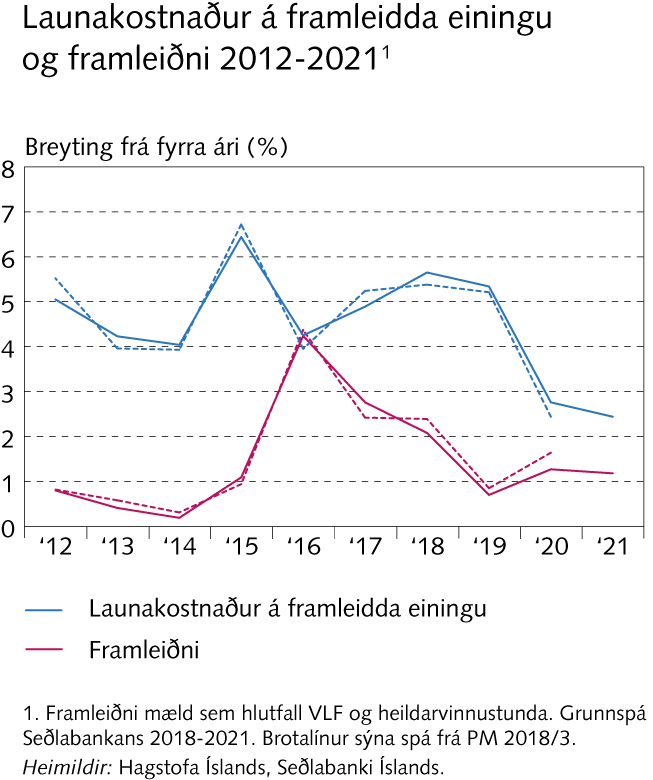 Launakostnaður á framleidda einingu
og framleiðni 2012-2021¹
Breyting frá fyrra ári (%)
8
7
6
5
4
3
2
1
0
‘12 ‘13 ‘14 ‘15 ‘16 ‘17 ‘18 ‘19 ‘20 ‘21
Launakostnaður á framleidda einingu
Framleiðni
1. Framleiðni mæld sem hlutfall VLF og heildarvinnustunda. Grunnspá
Seðlabankans 2018-2021. Brotalínur sýna spá frá PM 2018/3.
Heimildir: Hagstofa Íslands, Seðlabanki Íslands.